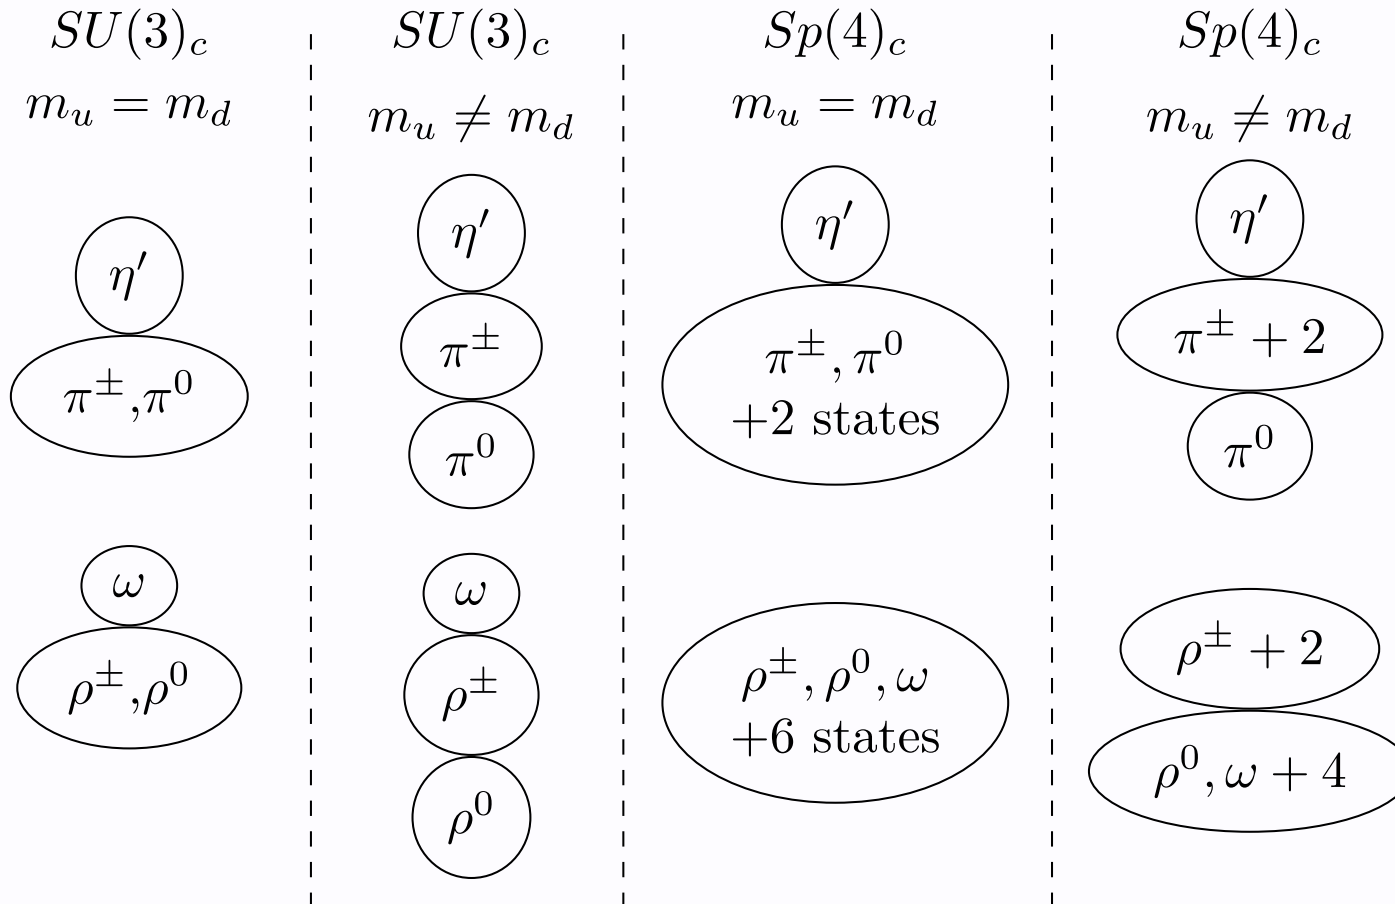 SU(3)_c
m_u = m_d
η′
π^±,π^0
ω
ρ^±,ρ^0
SU(3)_c
m_u ≠ m_d
η′
π^±
π^0
ω
ρ^±
ρ^0
Sp(4)_c
m_u = m_d
η′
π^±, π^0
+2 states
ρ^±, ρ^0, ω
+6 states
Sp(4)_c
m_u ≠ m_d
η′
π^± + 2
π^0
ρ^± + 2
ρ^0, ω + 4